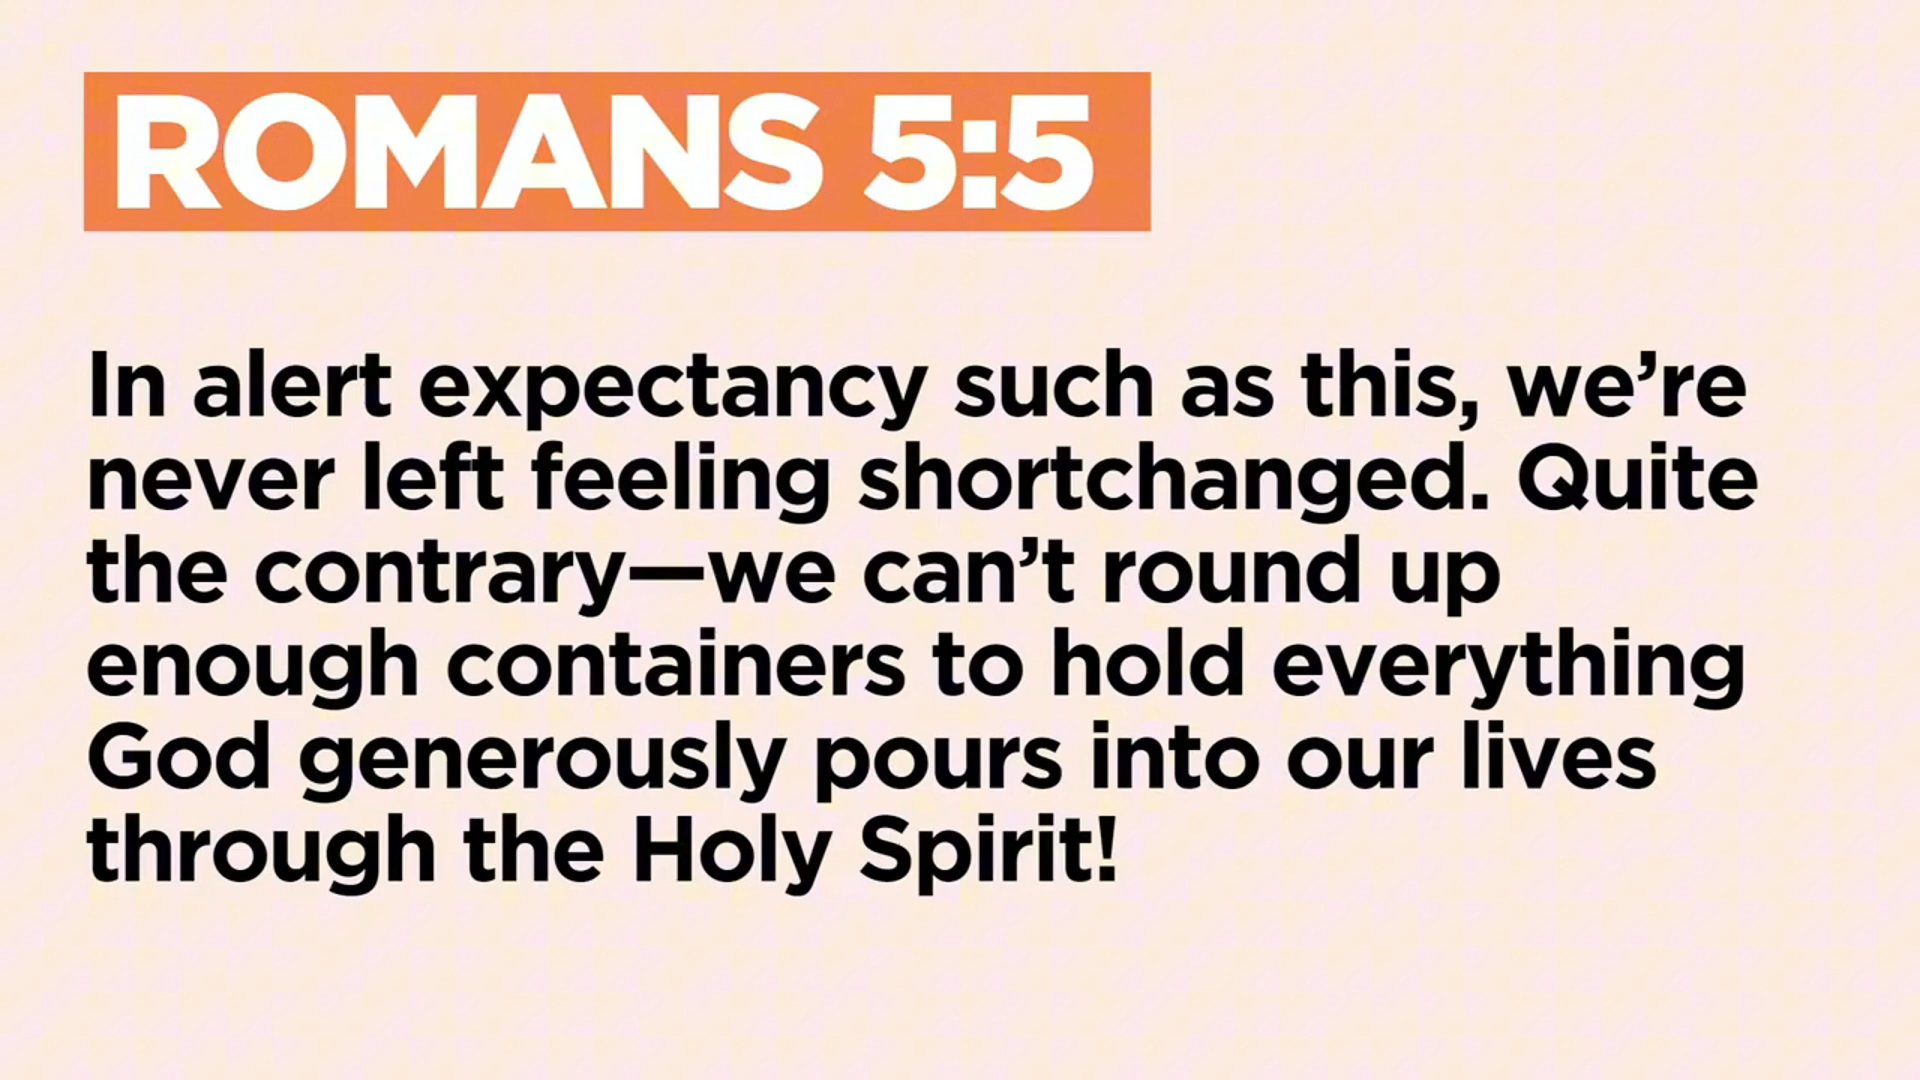 ROMANS 5:5
In alert expectancy such as this, we’re
never left feeling shortchanged. Quite
the contrary—we can’t round up
enough containers to hold everything
God generously pours into our lives
through the Holy Spirit!